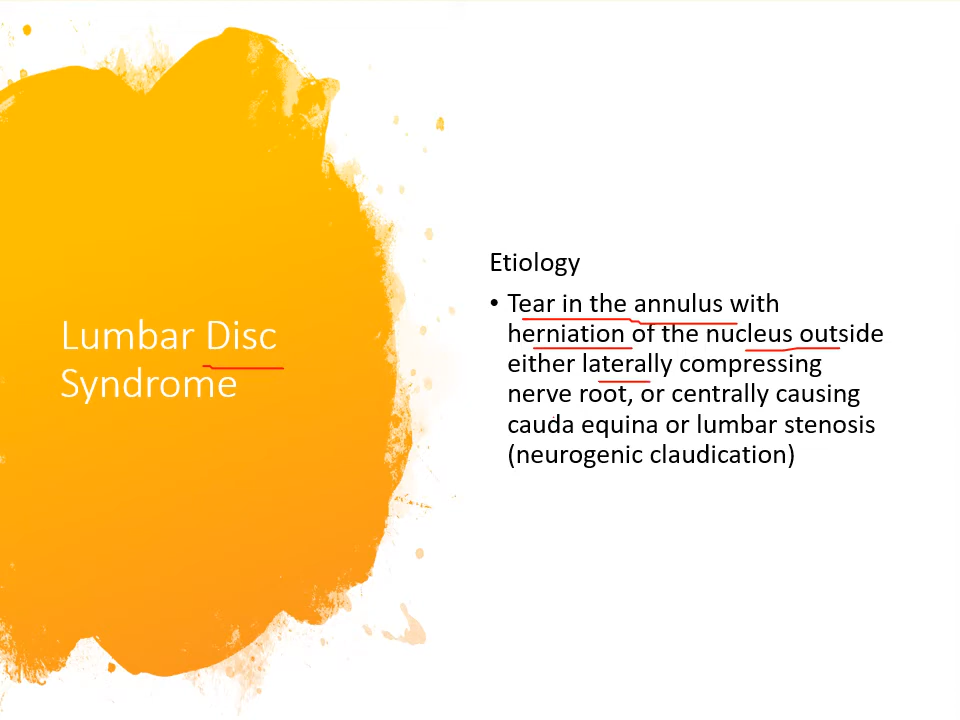 Lumbar Disc
Syndrome
Etiology
• Tear in the annulus with
herniation of the nucleus outside
either laterally compressing
nerve root, or centrally causing
cauda equina or lumbar stenosis
(neurogenic claudication)